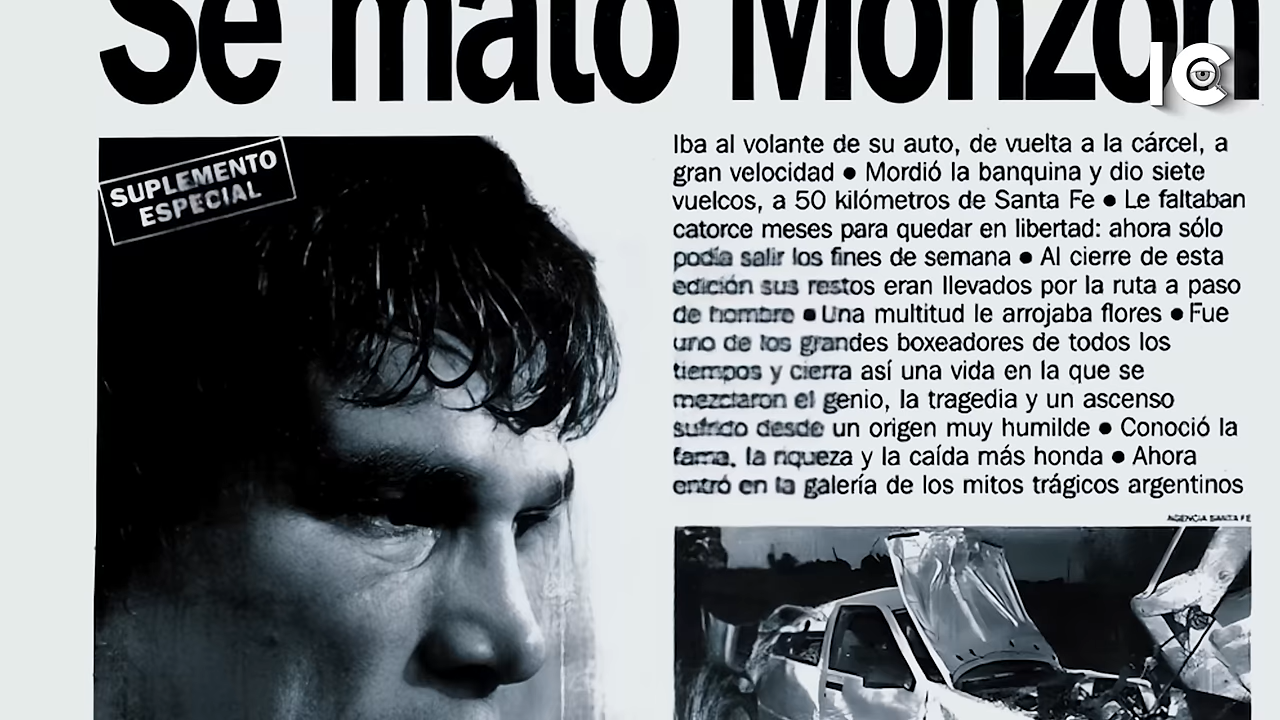 Se mató Monzón
IC
SUPLEMENTO
ESPECIAL
Iba al volante de su auto, de vuelta a la cárcel, a
gran velocidad ● Mordió la banquina y dio siete
vuelcos, a 50 kilómetros de Santa Fe ● Le faltaban
catorce meses para quedar en libertad: ahora sólo
podía salir los fines de semana ● Al cierre de esta
edición sus restos eran llevados por la ruta a paso
de hombre ● Una multitud le arrojaba flores ● Fue
uno de los grandes boxeadores de todos los
tiempos y cierra así una vida en la que se
mezclaron el genio, la tragedia y un ascenso
sufrido desde un origen muy humilde ● Conoció la
fama, la riqueza y la caída más honda ● Ahora
entró en la galería de los mitos trágicos argentinos
AGENCIA SANTA FE